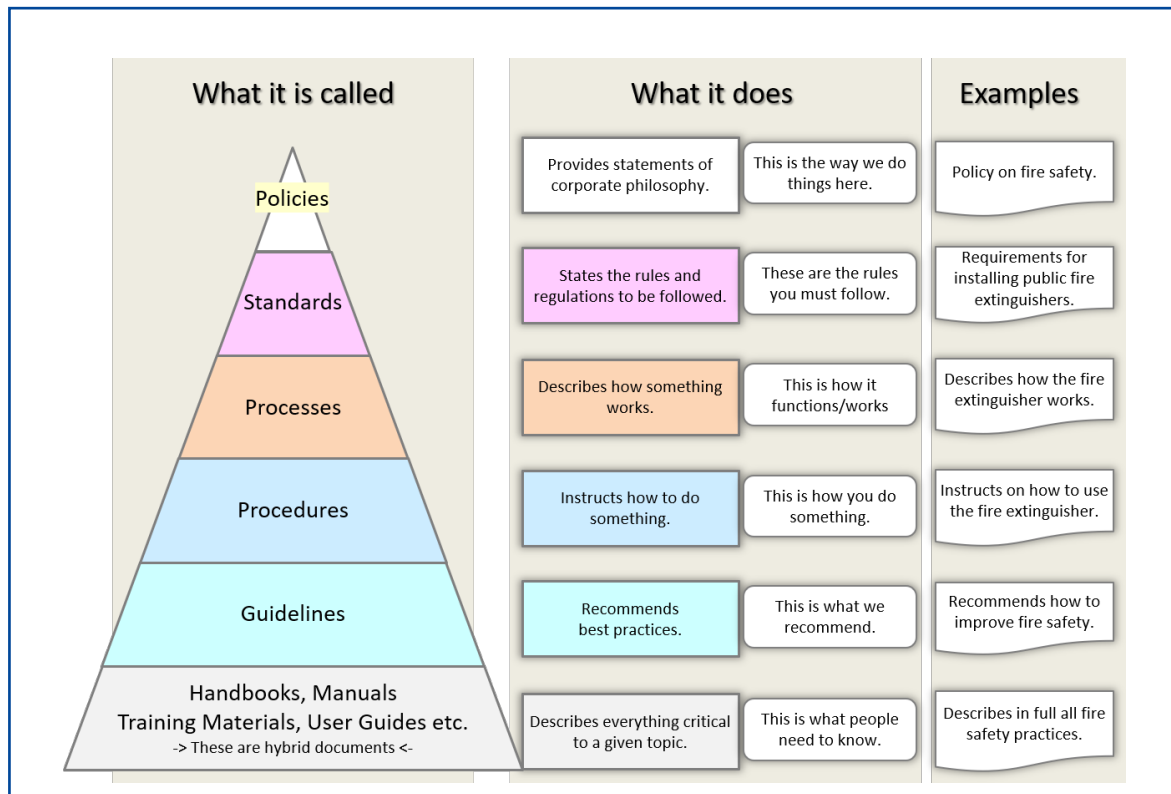 What it is called
What it does
Examples
Policies
Provides statements of
corporate philosophy.
This is the way we do
things here.
Policy on fire safety.
Standards
States the rules and
regulations to be followed.
These are the rules
you must follow.
Requirements for
installing public fire
extinguishers.
Processes
Describes how something
works.
This is how it
functions/works
Describes how the fire
extinguisher works.
Procedures
Instructs how to do
something.
This is how you do
something.
Instructs on how to use
the fire extinguisher.
Guidelines
Recommends
best practices.
This is what we
recommend.
Recommends how to
improve fire safety.
Handbooks, Manuals
Training Materials, User Guides etc.
-> These are hybrid documents <-
Describes everything critical
to a given topic.
This is what people
need to know.
Describes in full all fire
safety practices.